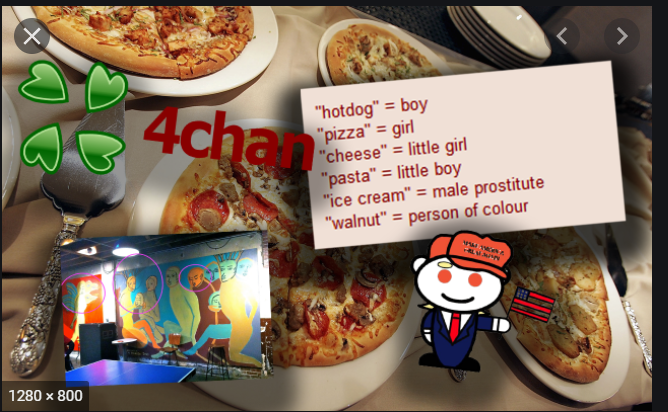 4chan
"hotdog" = boy
"pizza" = girl
"cheese" = little girl
"pasta" = little boy
"ice cream" = male prostitute
"walnut" = person of colour
1280 × 800